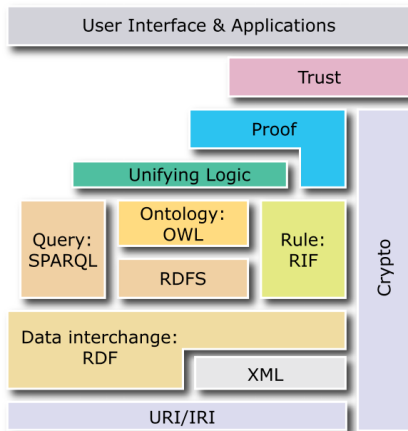 User Interface & Applications
Trust
Proof
Unifying Logic
Query:
SPARQL
Ontology:
OWL
Rule:
RIF
RDFS
Crypto
Data interchange:
RDF
XML
URI/IRI